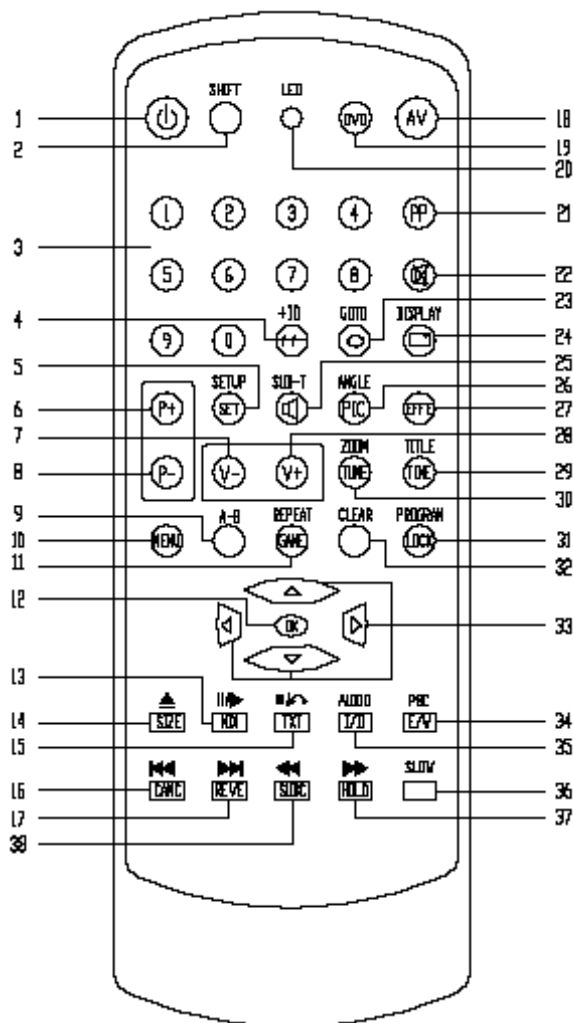 SHIFT LED
1 DVD AV 18
2 19
20
1 2 3 4 PP 21
3
5 6 7 8 22
23
4 +10 GOTO DISPLAY 24
9 0 -/-- 
5 25
SETUP SUBT-T ANGLE 26
6 P+ SET PIC EFFE 27
7 28
ZOOM TITLE
8 P- V- V+ TUNE TIME 29
30
9 A-B REPEAT CLEAR PROGRAM
10 MENU GAME LOCK 31
11 32
12 OK 33
13
AUDIO PBC
14 SIZE MIX TXT I/II E/W 34
15 35
SLOW
16 CANC REVE SUBC HOLD 36
17 37
38